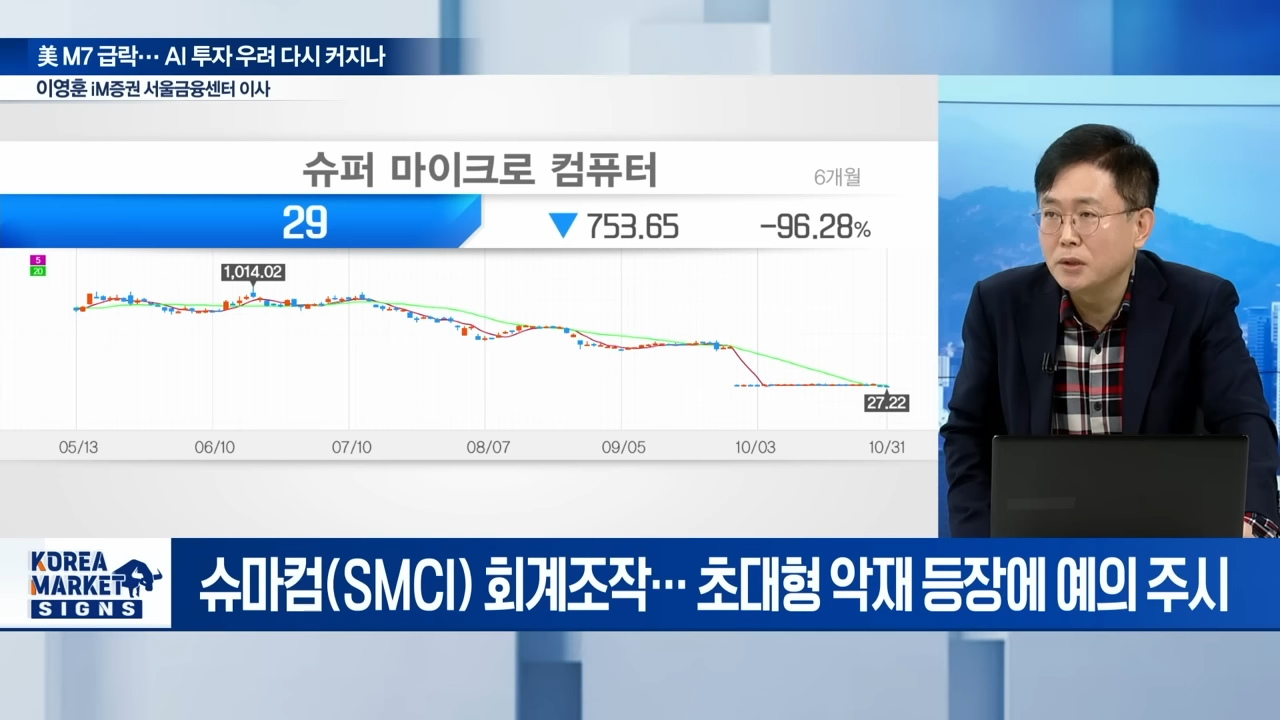 美 M7 급락… AI 투자 우려 다시 커지나
이영훈 iM증권 서울금융센터 이사
슈퍼 마이크로 컴퓨터
6개월
29 ▼ 753.65 -96.28%
5
20
1,014.02
27.22
05/13 06/10 07/10 08/07 09/05 10/03 10/31
KOREA
MARKET
SIGNS
슈마컴(SMCI) 회계조작… 초대형 악재 등장에 예의 주시